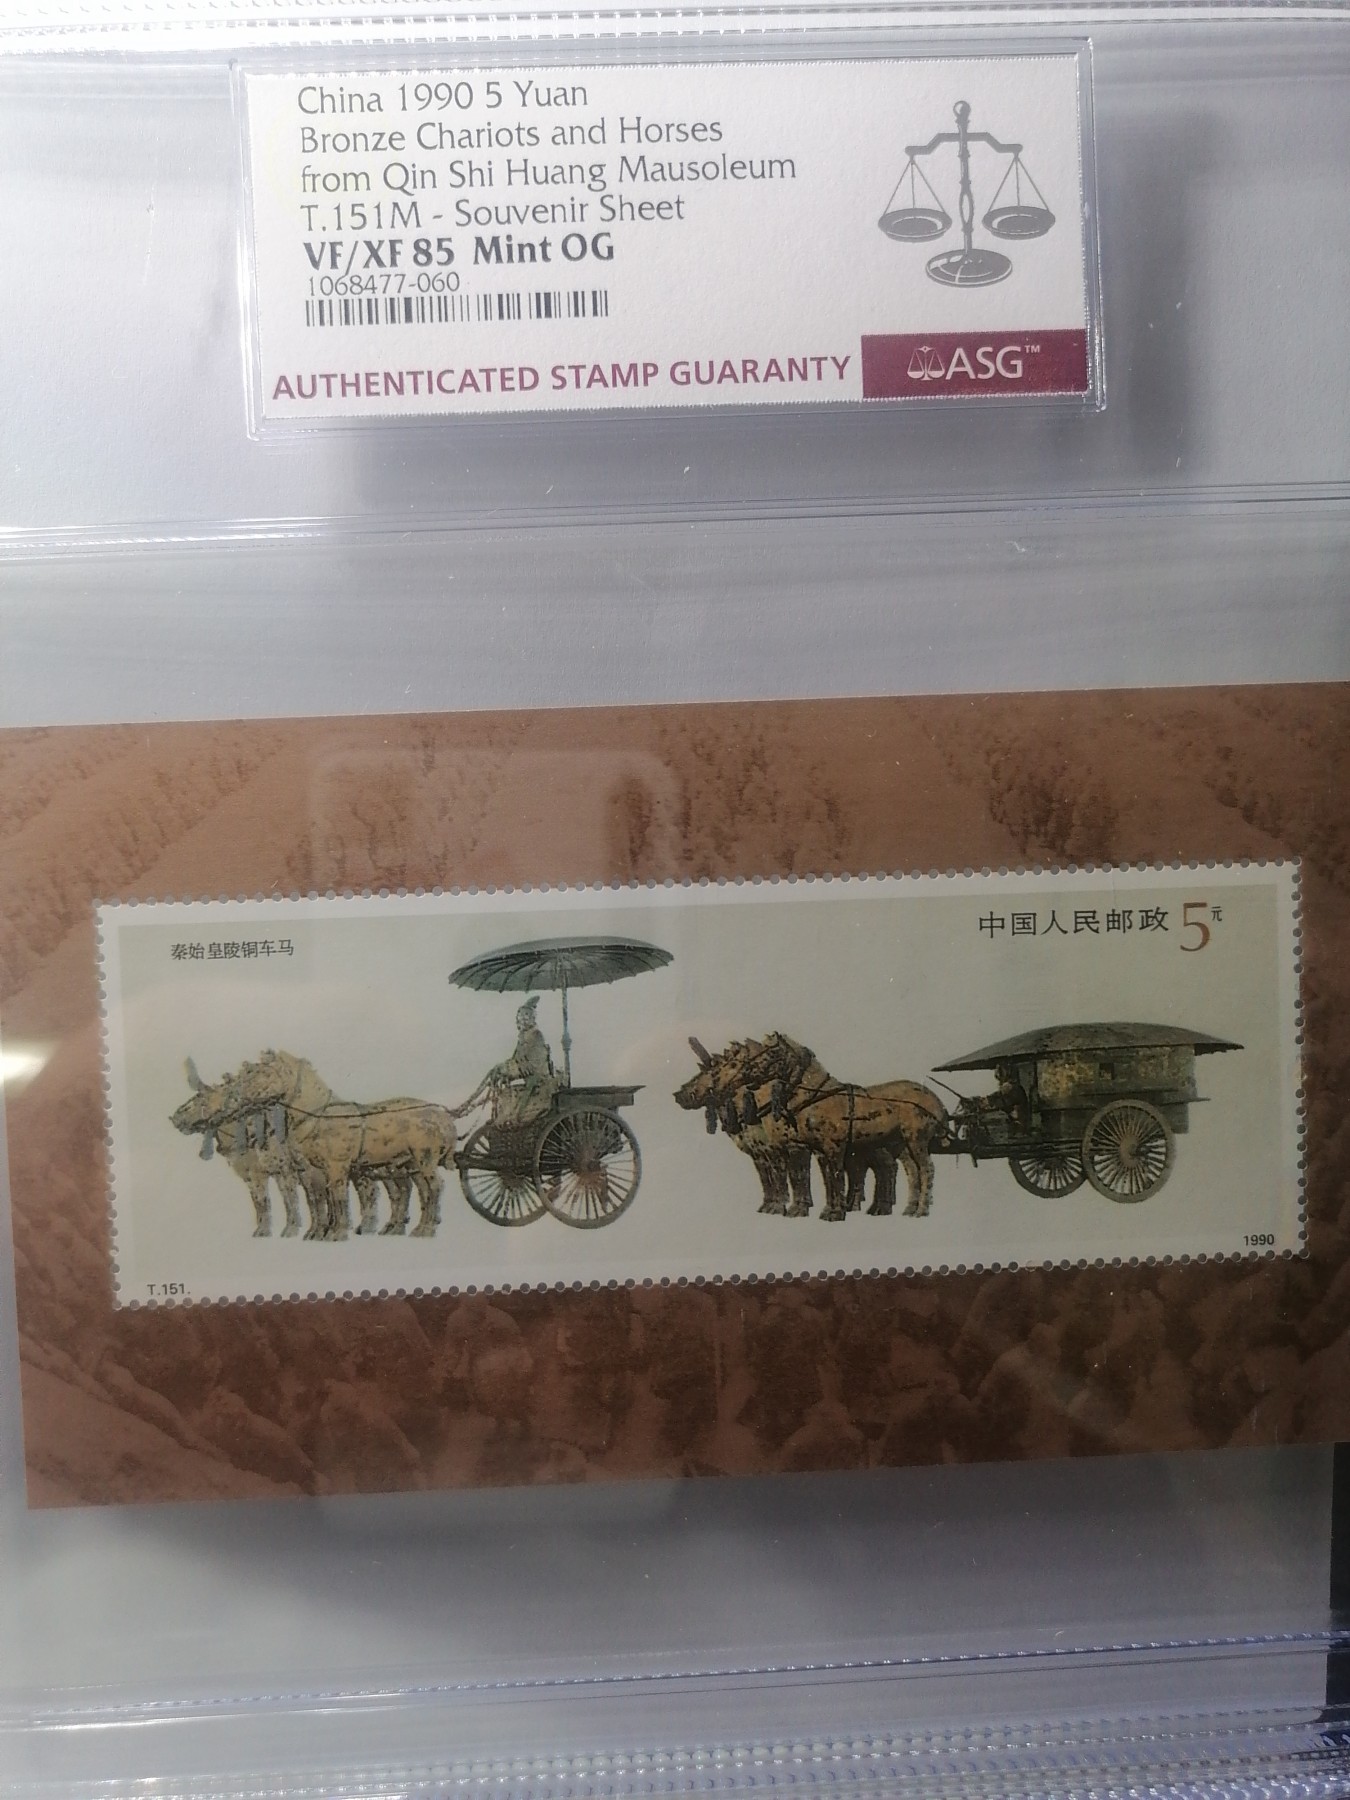 China 1990 5 Yuan
Bronze Chariots and Horses
from Qin Shi Huang Mausoleum
T.151M - Souvenir Sheet
VF/XF 85 Mint OG
1068477-060
AUTHENTICATED STAMP GUARANTY
ASG™
中国人民邮政 5元
秦始皇陵铜车马
T.151.
1990